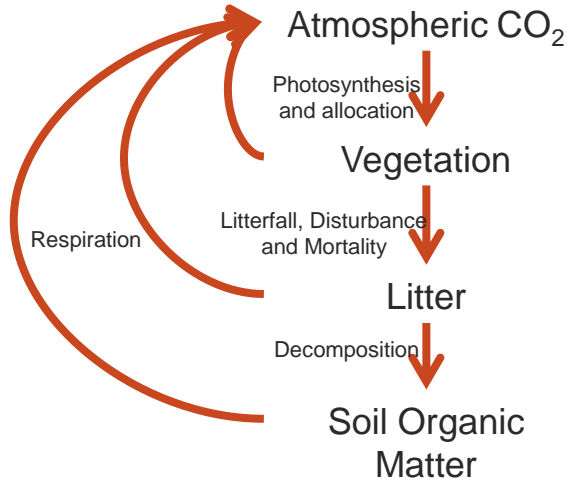 Atmospheric CO₂
Photosynthesis
and allocation
Vegetation
Litterfall, Disturbance
and Mortality
Respiration
Litter
Decomposition
Soil Organic
Matter